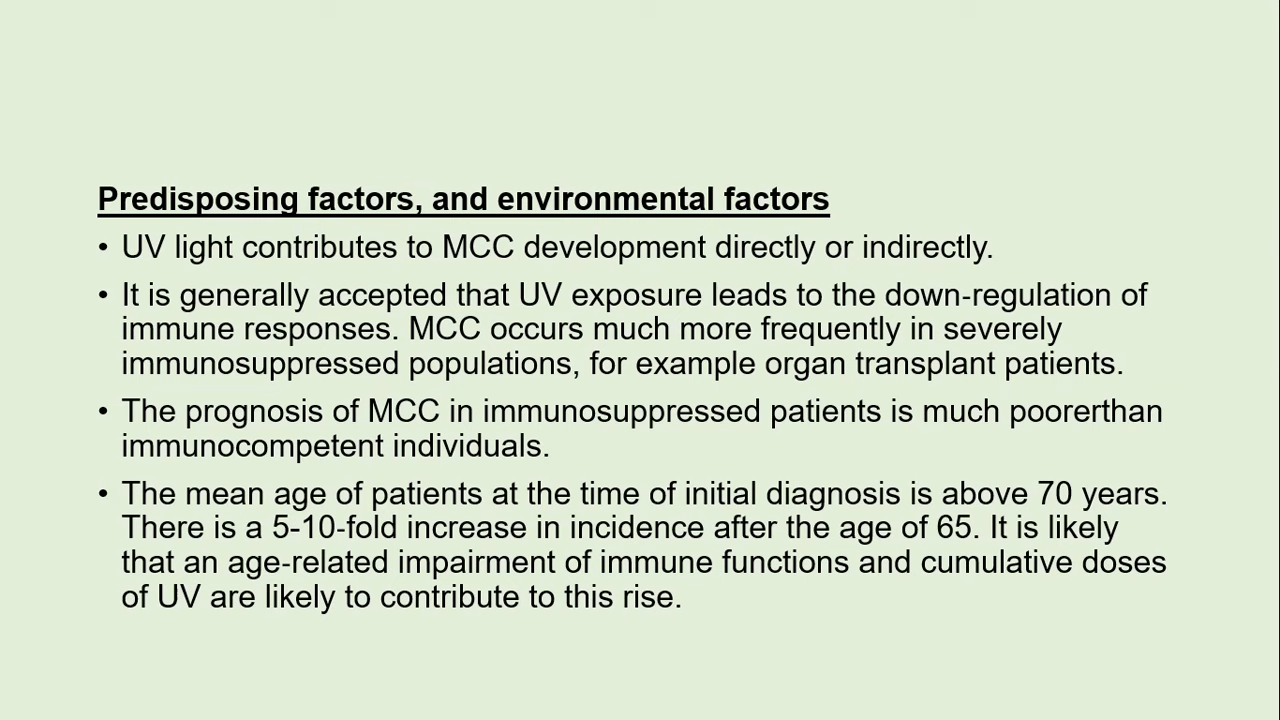 Predisposing factors, and environmental factors
• UV light contributes to MCC development directly or indirectly.
• It is generally accepted that UV exposure leads to the down-regulation of
immune responses. MCC occurs much more frequently in severely
immunosuppressed populations, for example organ transplant patients.
• The prognosis of MCC in immunosuppressed patients is much poorerthan
immunocompetent individuals.
• The mean age of patients at the time of initial diagnosis is above 70 years.
There is a 5-10-fold increase in incidence after the age of 65. It is likely
that an age-related impairment of immune functions and cumulative doses
of UV are likely to contribute to this rise.